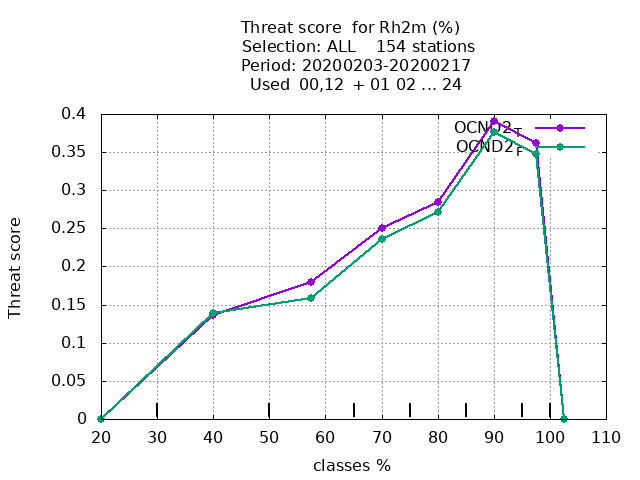 Threat score for Rh2m (%)
Selection: ALL 154 stations
Period: 20200203-20200217
Used 00,12 + 01 02 ... 24
0.4
0.35
0.3
0.25
0.2
0.15
0.1
0.05
0
Threat score
OCND2_T
OCND2_F
20 30 40 50 60 70 80 90 100 110
classes %